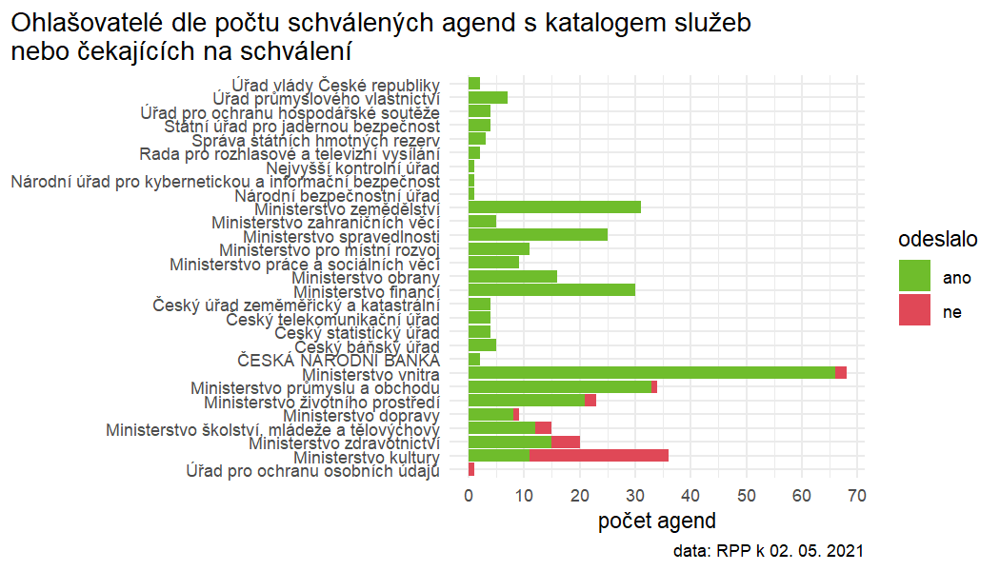 Ohlašovatelé dle počtu schválených agend s katalogem služeb
nebo čekajících na schválení
Úřad vlády České republiky
Úřad průmyslového vlastnictví
Úřad pro ochranu hospodářské soutěže
Státní úřad pro jadernou bezpečnost
Správa státních hmotných rezerv
Rada pro rozhlasové a televizní vysílání
Nejvyšší kontrolní úřad
Národní úřad pro kybernetickou a informační bezpečnost
Národní bezpečnostní úřad
Ministerstvo zemědělství
Ministerstvo zahraničních věcí
Ministerstvo spravedlnosti
Ministerstvo pro místní rozvoj
Ministerstvo práce a sociálních věcí
Ministerstvo obrany
Ministerstvo financí
Český úřad zeměměřický a katastrální
Český telekomunikační úřad
Český statistický úřad
Český báňský úřad
ČESKÁ NÁRODNÍ BANKA
Ministerstvo vnitra
Ministerstvo průmyslu a obchodu
Ministerstvo životního prostředí
Ministerstvo dopravy
Ministerstvo školství, mládeže a tělovýchovy
Ministerstvo zdravotnictví
Ministerstvo kultury
Úřad pro ochranu osobních údajů
0 10 20 30 40 50 60 70
počet agend
odeslalo
ano
ne
data: RPP k 02. 05. 2021